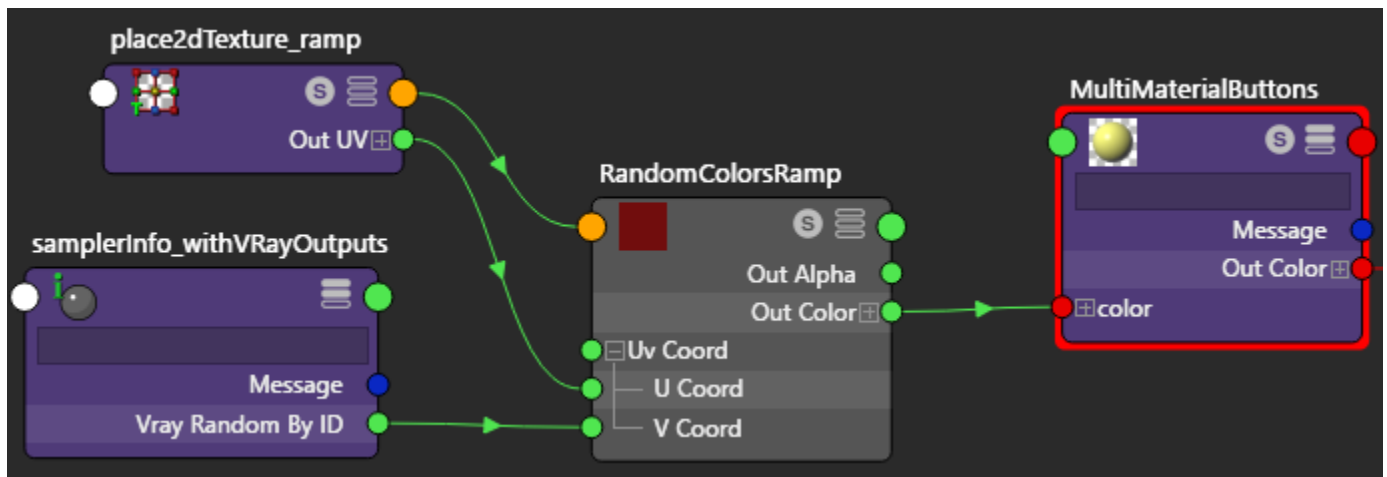 place2dTexture_ramp
S
Out UV
samplerInfo_withVRayOutputs
i
Message
Vray Random By ID
RandomColorsRamp
S
Out Alpha
Out Color
Uv Coord
U Coord
V Coord
MultiMaterialButtons
S
Message
Out Color
color